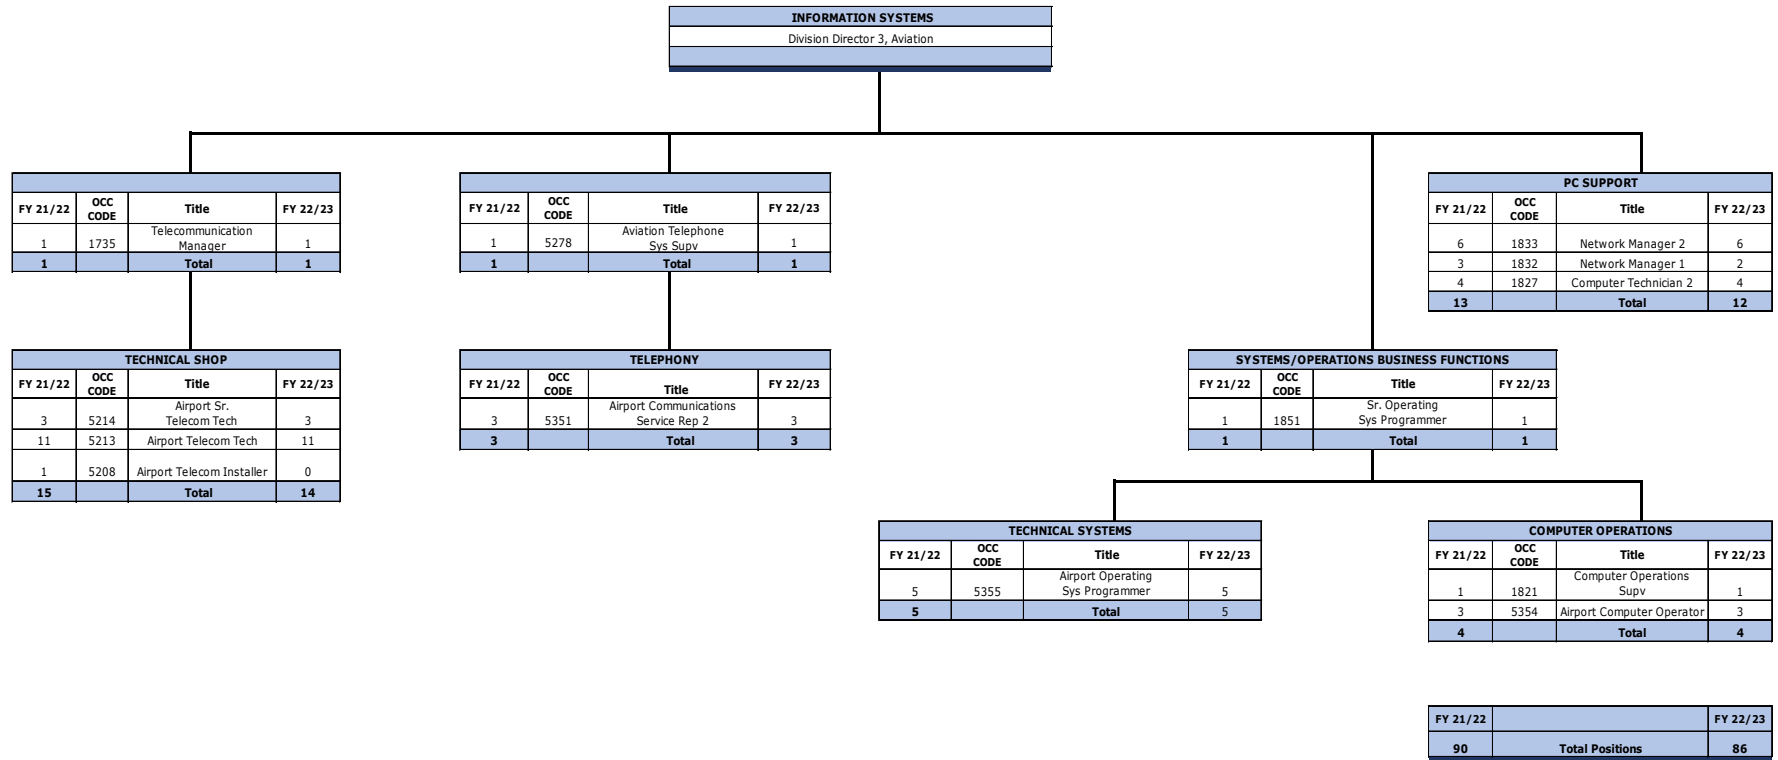 INFORMATION SYSTEMS
Division Director 3, Aviation
FY 21/22 OCC CODE Title FY 22/23
1 1735 Telecommunication Manager 1
1 Total 1
FY 21/22 OCC CODE Title FY 22/23
1 5278 Aviation Telephone Sys Supv 1
1 Total 1
PC SUPPORT
FY 21/22 OCC CODE Title FY 22/23
6 1833 Network Manager 2 6
3 1832 Network Manager 1 2
4 1827 Computer Technician 2 4
13 Total 12
TECHNICAL SHOP
FY 21/22 OCC CODE Title FY 22/23
3 5214 Airport Sr. Telecom Tech 3
11 5213 Airport Telecom Tech 11
1 5208 Airport Telecom Installer 0
15 Total 14
TELEPHONY
FY 21/22 OCC CODE Title FY 22/23
3 5351 Airport Communications Service Rep 2 3
3 Total 3
SYSTEMS/OPERATIONS BUSINESS FUNCTIONS
FY 21/22 OCC CODE Title FY 22/23
1 1851 Sr. Operating Sys Programmer 1
1 Total 1
TECHNICAL SYSTEMS
FY 21/22 OCC CODE Title FY 22/23
5 5355 Airport Operating Sys Programmer 5
5 Total 5
COMPUTER OPERATIONS
FY 21/22 OCC CODE Title FY 22/23
1 1821 Computer Operations Supv 1
3 5354 Airport Computer Operator 3
4 Total 4
FY 21/22 FY 22/23
90 Total Positions 86